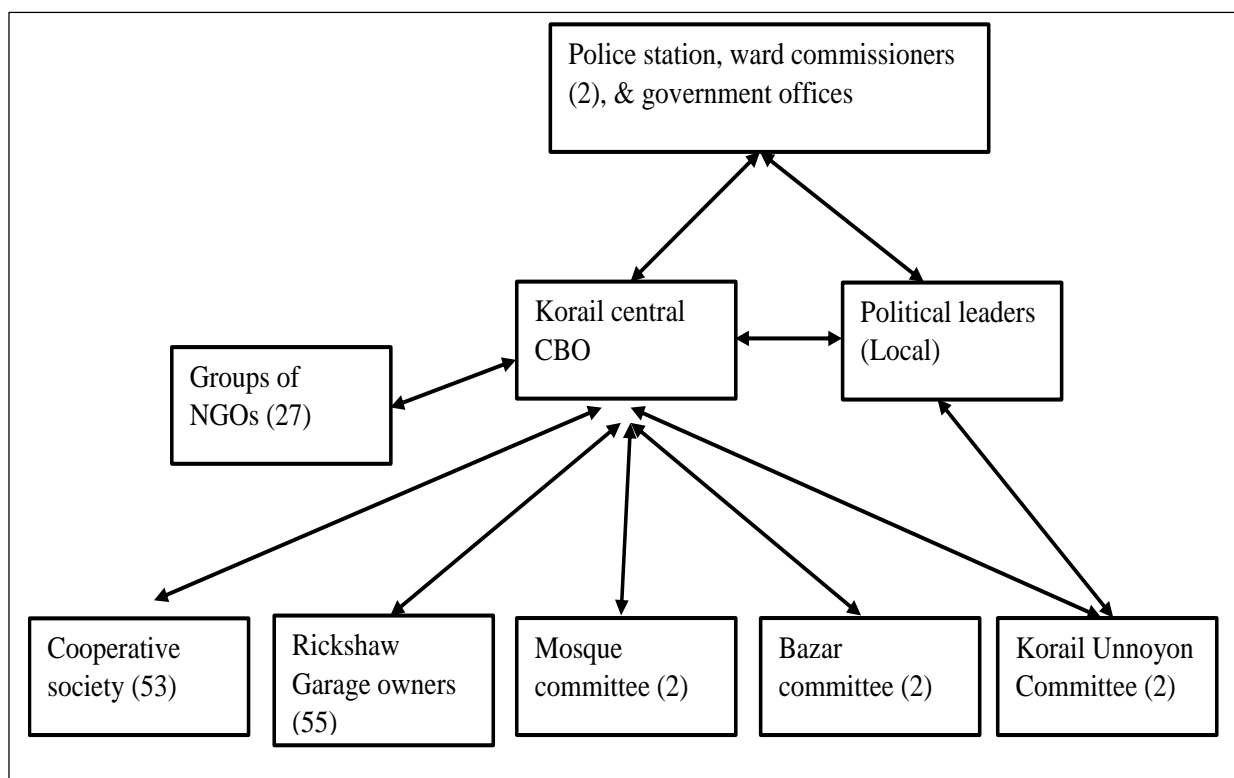 Police station, ward commissioners
(2), & government offices
Korail central
CBO
Political leaders
(Local)
Groups of
NGOs (27)
Cooperative
society (53)
Rickshaw
Garage owners
(55)
Mosque
committee (2)
Bazar
committee (2)
Korail Unnoyon
Committee (2)